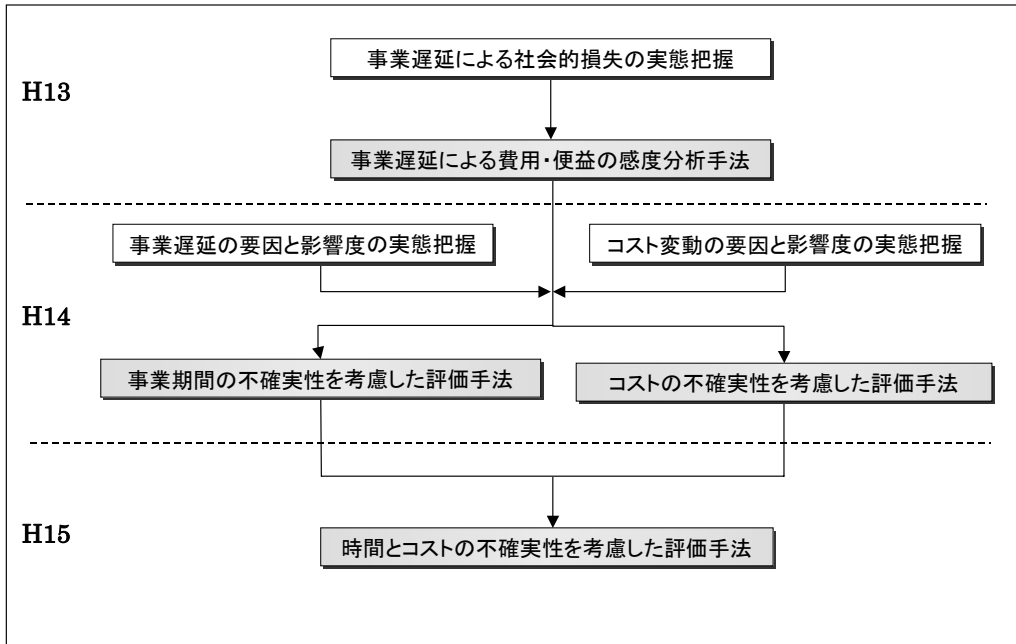 事業遅延による社会的損失の実態把握
H13
事業遅延による費用・便益の感度分析手法
事業遅延の要因と影響度の実態把握
コスト変動の要因と影響度の実態把握
H14
事業期間の不確実性を考慮した評価手法
コストの不確実性を考慮した評価手法
H15
時間とコストの不確実性を考慮した評価手法